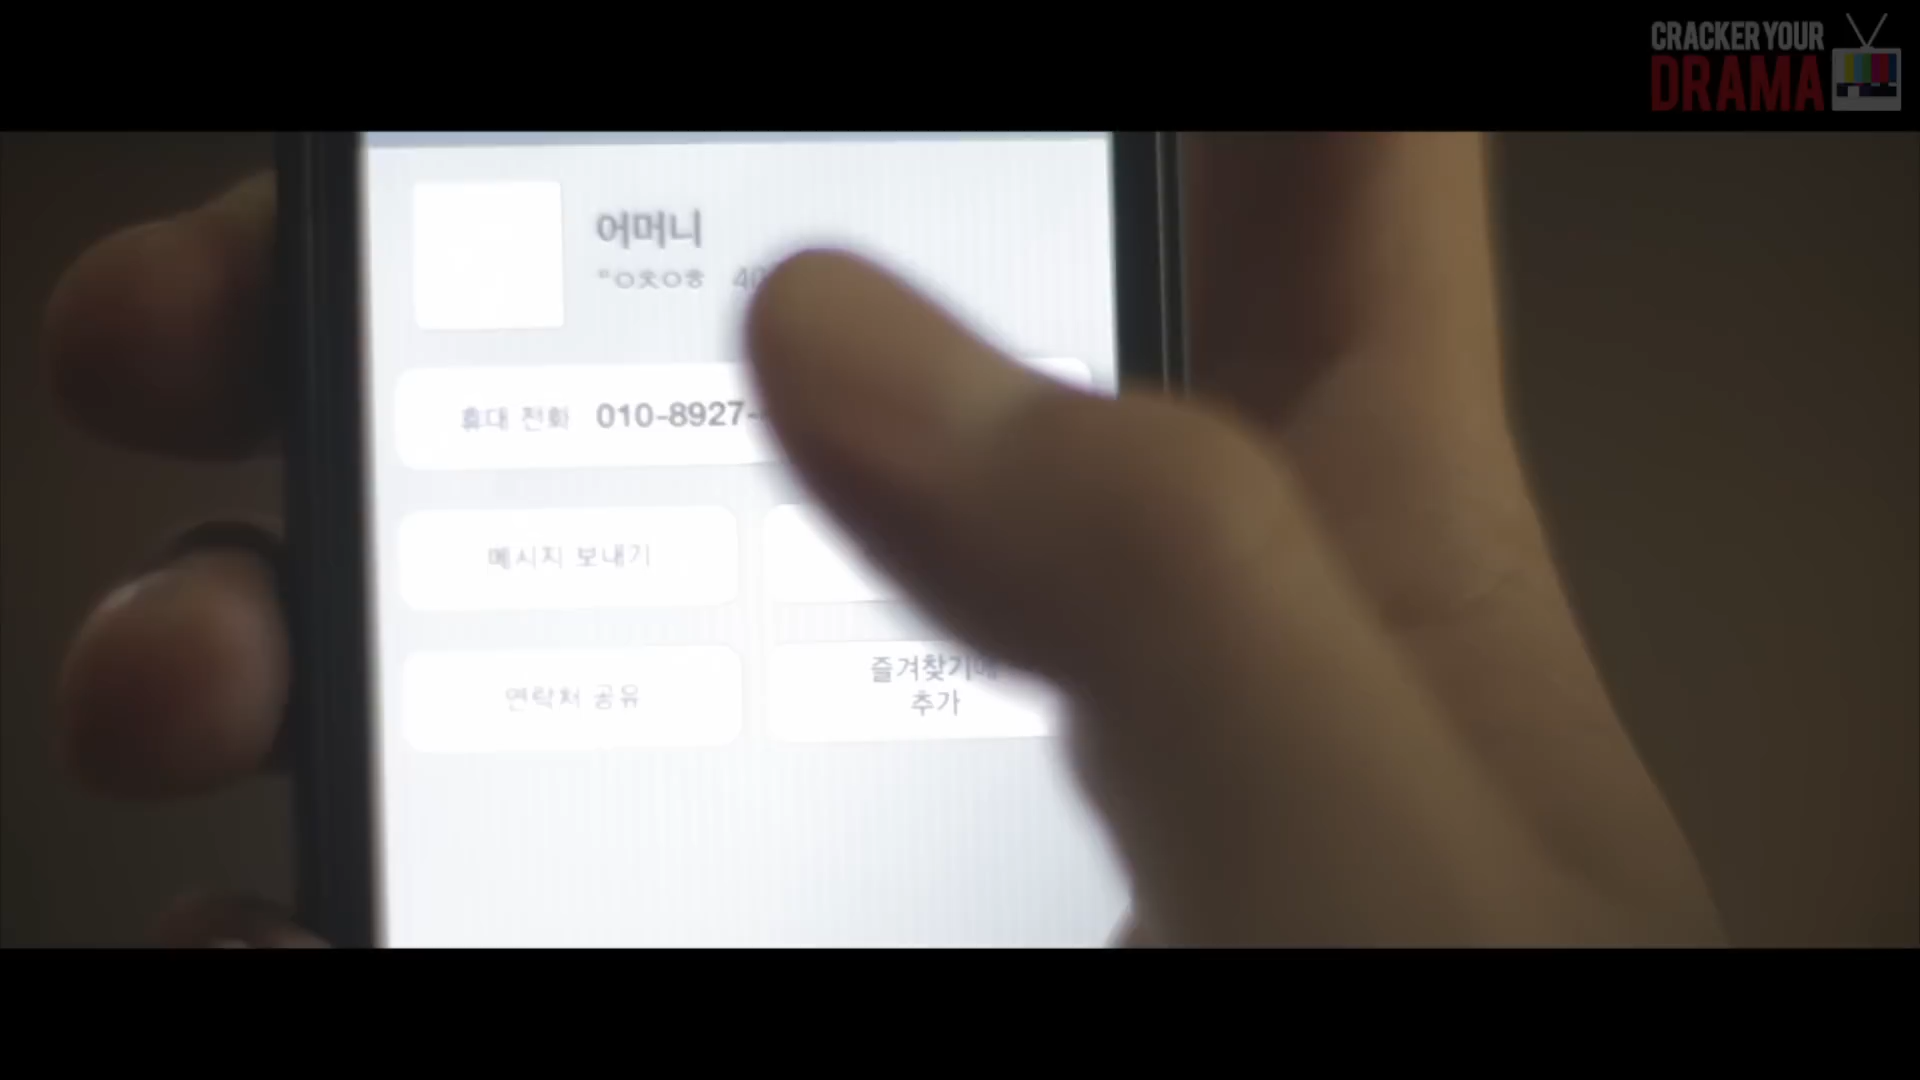 CRACKER YOUR
DRAMA
어머니
휴대 전화 010-8927-
메시지 보내기
연락처 공유
즐겨찾기에
추가